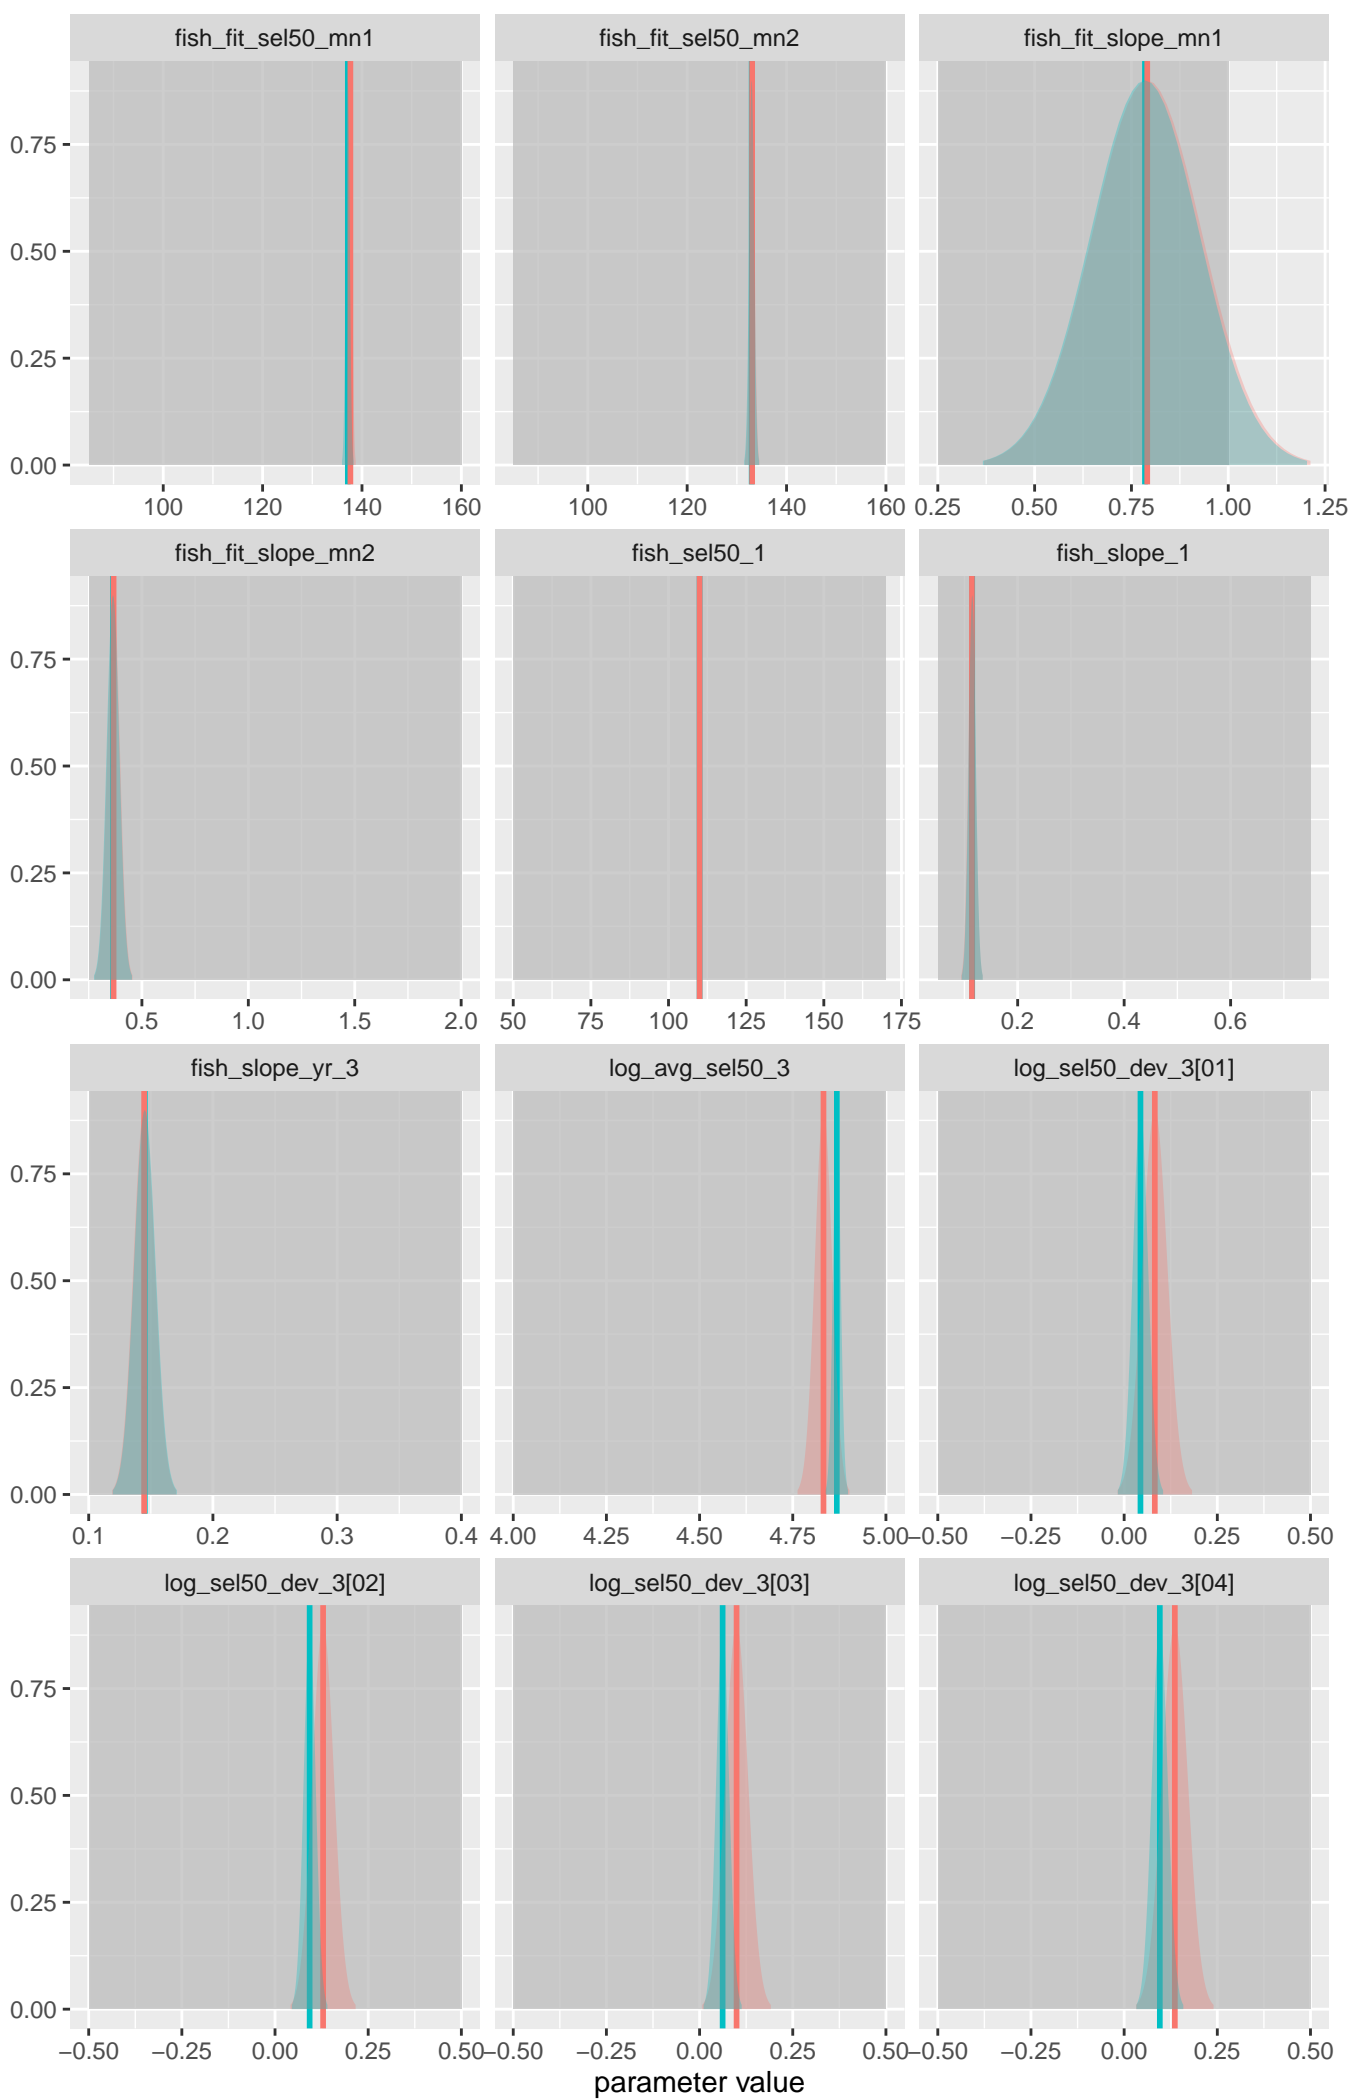 fish_fit_sel50_mn1 fish_fit_sel50_mn2 fish_fit_slope_mn1
0.75
0.50
0.25
0.00
100 120 140 160 100 120 140 160 0.25 0.50 0.75 1.00 1.25
fish_fit_slope_mn2 fish_sel50_1 fish_slope_1
0.75
0.50
0.25
0.00
0.5 1.0 1.5 2.0 50 75 100 125 150 175 0.2 0.4 0.6
fish_slope_yr_3 log_avg_sel50_3 log_sel50_dev_3[01]
0.75
0.50
0.25
0.00
0.1 0.2 0.3 0.4 4.00 4.25 4.50 4.75 5.00 −0.50 −0.25 0.00 0.25 0.50
log_sel50_dev_3[02] log_sel50_dev_3[03] log_sel50_dev_3[04]
0.75
0.50
0.25
0.00
−0.50 −0.25 0.00 0.25 0.50 −0.50 −0.25 0.00 0.25 0.50 −0.50 −0.25 0.00 0.25 0.50
parameter value